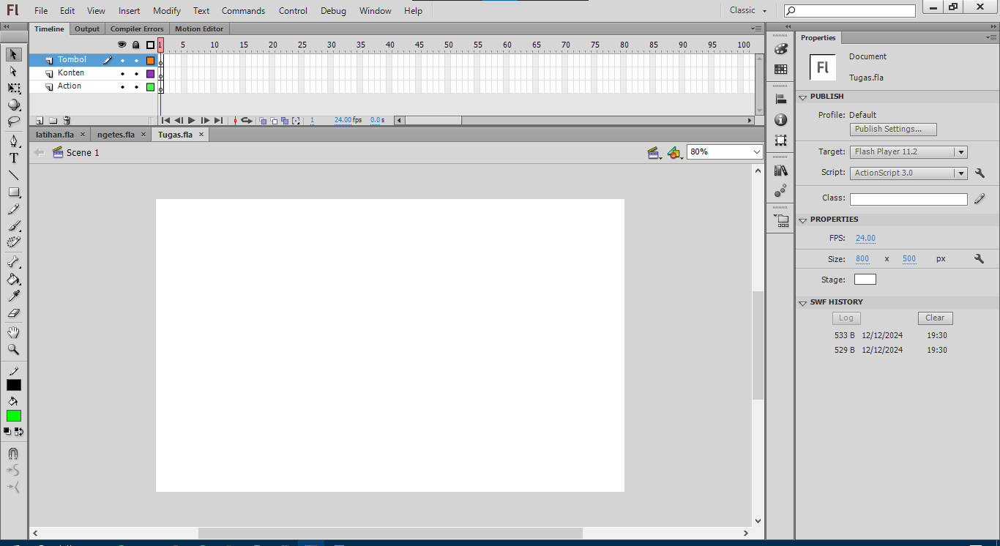 Fl File Edit View Insert Modify Text Commands Control Debug Window Help Classic
Timeline Output Compiler Errors Motion Editor
1 5 10 15 20 25 30 35 40 45 50 55 60 65 70 75 80 85 90 95 100
Tombol
Konten
Action
1 24.00 fps 0.0 s
latihan.fla × ngetes.fla × Tugas.fla ×
Scene 1 80%
Properties
Fl
Document
Tugas.fla
PUBLISH
Profile: Default
Publish Settings...
Target: Flash Player 11.2
Script: ActionScript 3.0
Class:
PROPERTIES
FPS: 24.00
Size: 800 x 500 px
Stage:
SWF HISTORY
Log Clear
533 B 12/12/2024 19:30
529 B 12/12/2024 19:30
T